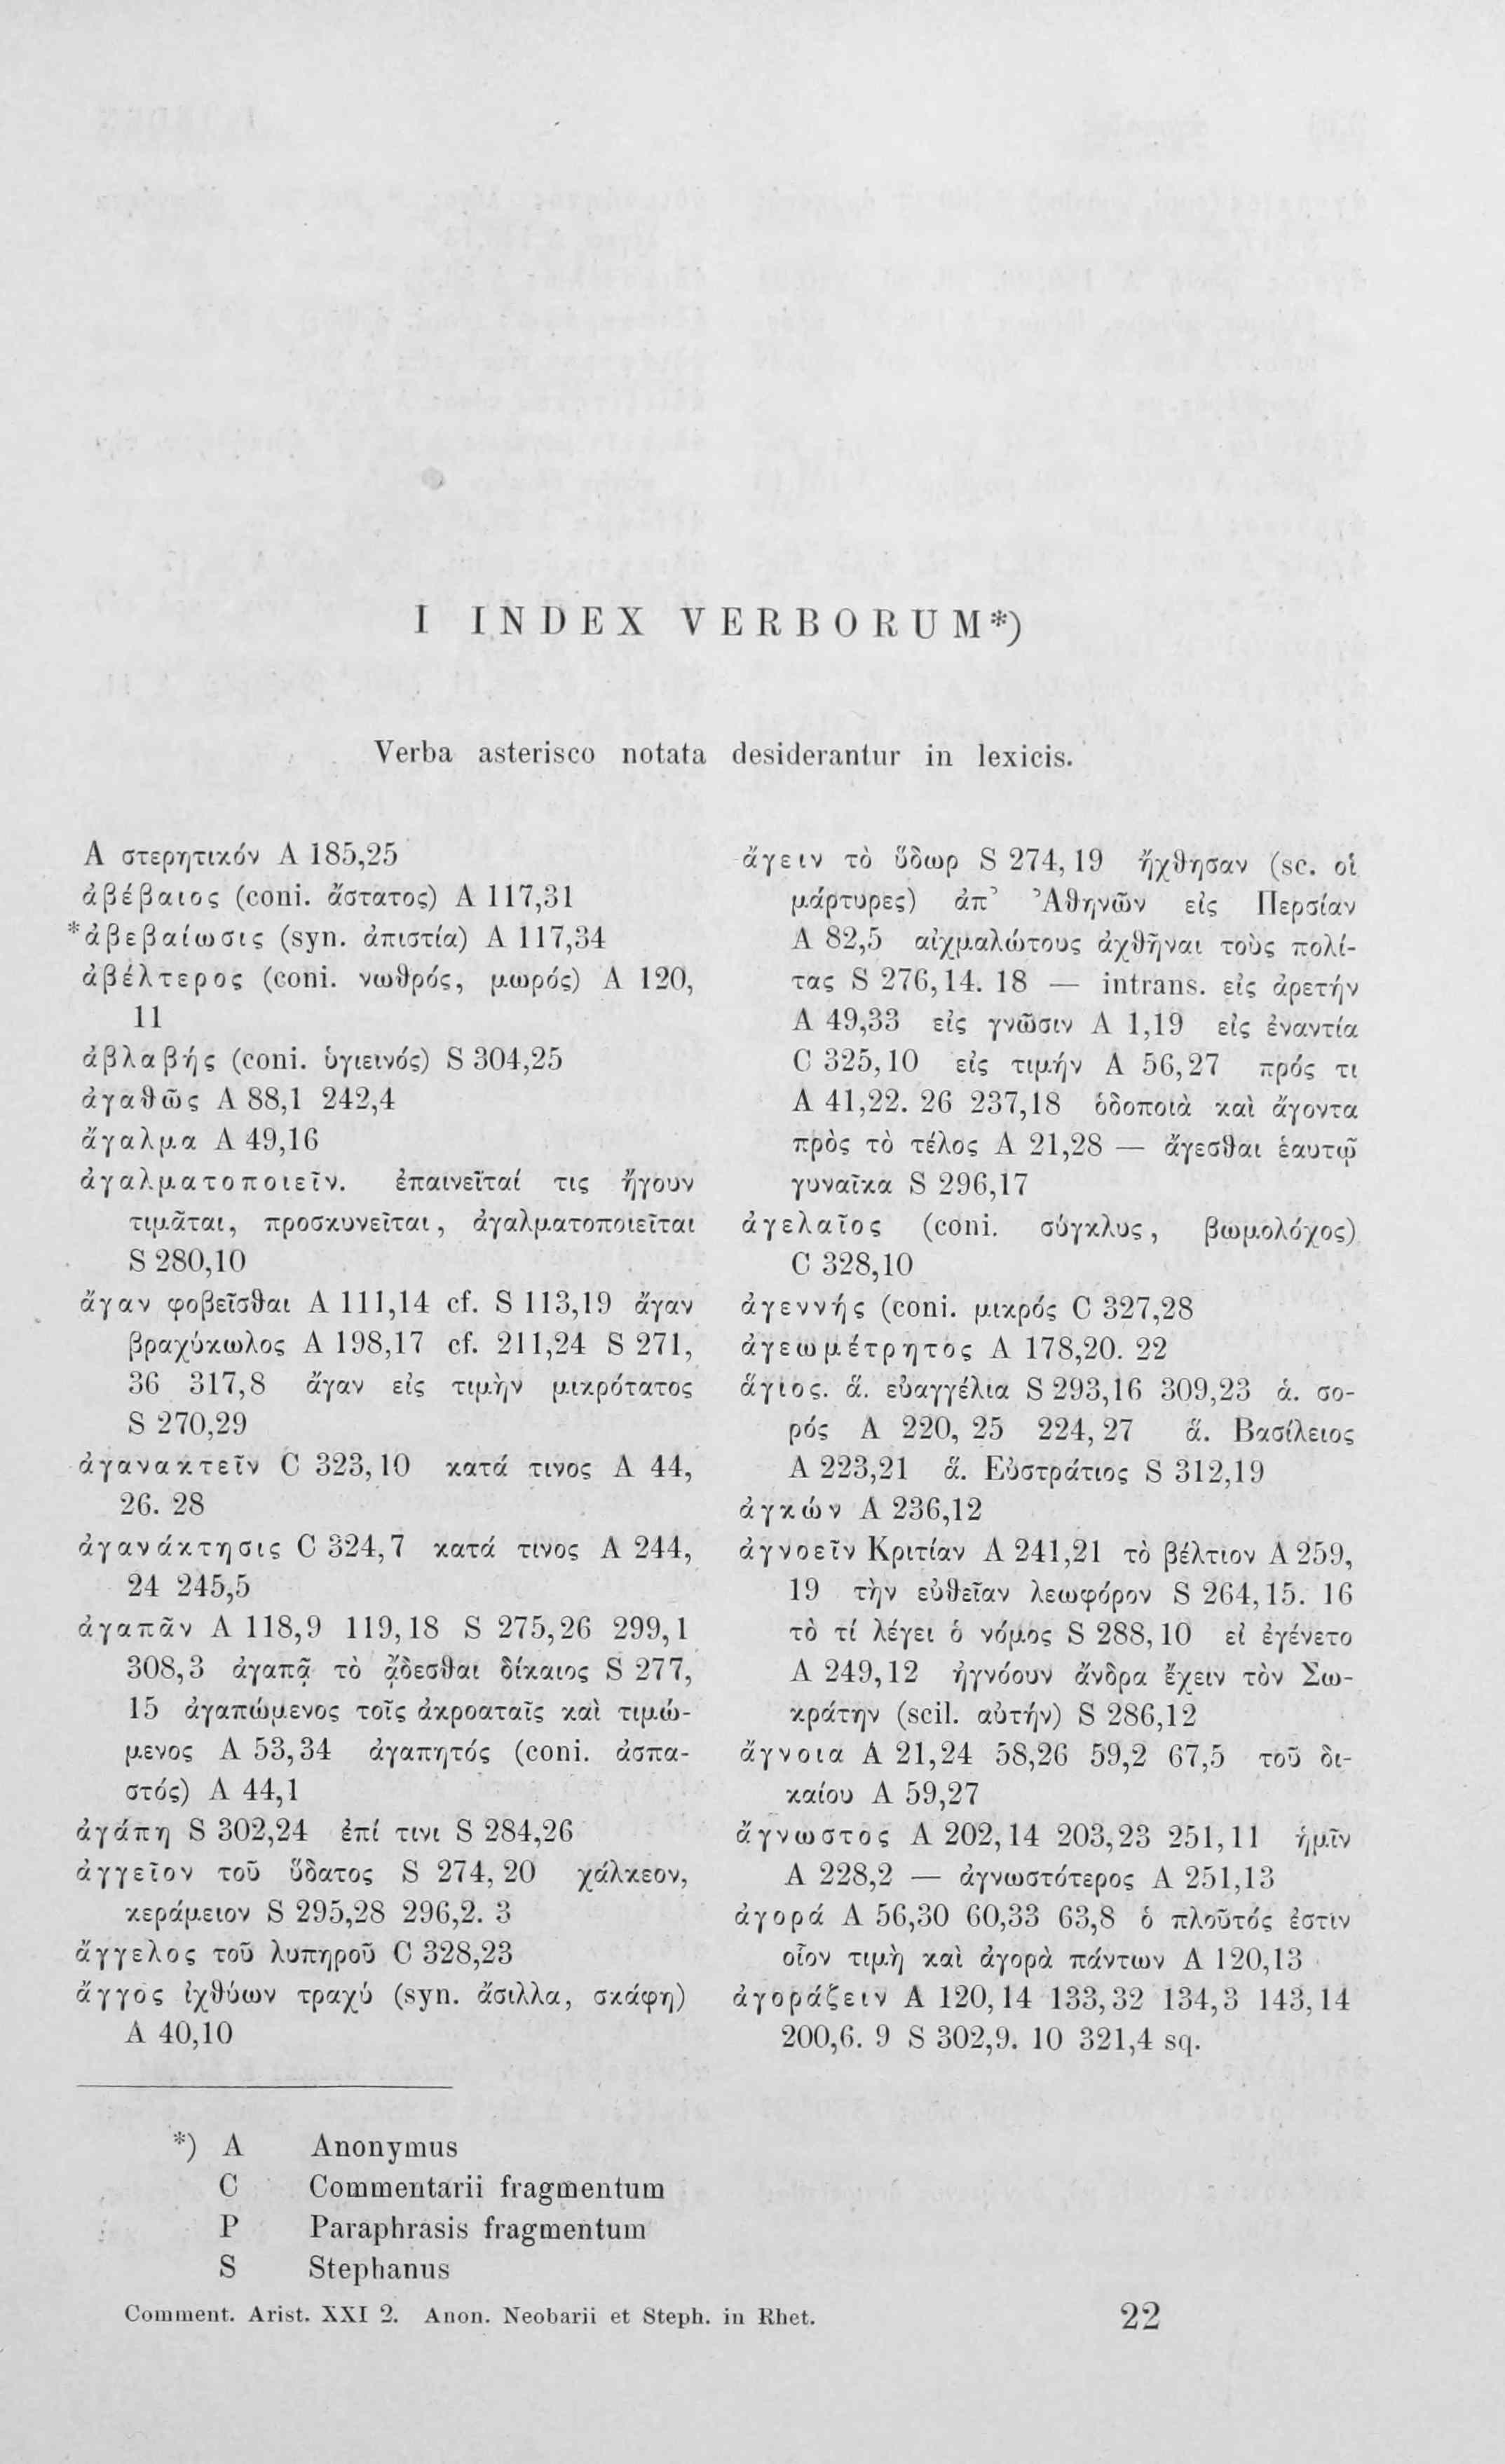 I INDEX VERBORUM*)
Verba asterisco notata desiderantur in lexicis.
Α στερητικόν A 185,25
ἀβέβαιος (coni. ἄστατος) A 117,31
*ἀβεβαίωσις (syn. ἀπιστία) A 117,34
ἀβέλτερος (coni. νωθρός, μωρός) A 120,
11
ἀβλαβής (coni. ὑγιεινός) S 304,25
ἀγαθῶς A 88,1 242,4
ἄγαλμα A 49,16
ἀγαλματοποιεῖν. ἐπαινεῖταί τις ἤγουν
τιμᾶται, προσκυνεῖται, ἀγαλματοποιεῖται
S 280,10
ἄγαν φοβεῖσθαι A 111,14 cf. S 113,19 ἄγαν
βραχύκωλος A 198,17 cf. 211,24 S 271,
36 317,8 ἄγαν εἰς τιμὴν μικρότατος
S 270,29
ἀγανακτεῖν C 323,10 κατά τινος A 44,
26. 28
ἀγανάκτησις C 324,7 κατά τινος A 244,
24 245,5
ἀγαπᾶν A 118,9 119,18 S 275,26 299,1
308,3 ἀγαπᾷ τὸ ᾄδεσθαι δίκαιος S 277,
15 ἀγαπώμενος τοῖς ἀκροαταῖς καὶ τιμώ-
μενος A 53,34 ἀγαπητός (coni. ἀσπα-
στός) A 44,1
ἀγάπη S 302,24 ἐπί τινι S 284,26
ἀγγεῖον τοῦ ὕδατος S 274,20 χάλκεον,
κεράμειον S 295,28 296,2. 3
ἄγγελος τοῦ λυπηροῦ C 328,23
ἄγγος ἰχθύων τραχύ (syn. ἄσιλλα, σκάφη)
A 40,10
ἄγειν τὸ ὕδωρ S 274,19 ἤχθησαν (sc. οἱ
μάρτυρες) ἀπ’ Ἀθηνῶν εἰς Περσίαν
A 82,5 αἰχμαλώτους ἀχθῆναι τοὺς πολί-
τας S 276,14. 18 — intrans. εἰς ἀρετήν
A 49,33 εἰς γνῶσιν A 1,19 εἰς ἐναντία
C 325,10 εἰς τιμήν A 56,27 πρός τι
A 41,22. 26 237,18 ὁδοποιὰ καὶ ἄγοντα
πρὸς τὸ τέλος A 21,28 — ἄγεσθαι ἑαυτῷ
γυναῖκα S 296,17
ἀγελαῖος (coni. σύγκλυς, βωμολόχος)
C 328,10
ἀγεννής (coni. μικρός C 327,28
ἀγεωμέτρητος A 178,20. 22
ἅγιος. ἅ. εὐαγγέλια S 293,16 309,23 ἁ. σο-
ρός A 220, 25 224,27 ἅ. Βασίλειος
A 223,21 ἅ. Εὐστράτιος S 312,19
ἀγκών A 236,12
ἀγνοεῖν Κριτίαν A 241,21 τὸ βέλτιον A 259,
19 τὴν εὐθεῖαν λεωφόρον S 264,15. 16
τὸ τί λέγει ὁ νόμος S 288,10 εἰ ἐγένετο
A 249,12 ἠγνόουν ἄνδρα ἔχειν τὸν Σω-
κράτην (scil. αὐτήν) S 286,12
ἄγνοια A 21,24 58,26 59,2 67,5 τοῦ δι-
καίου A 59,27
ἄγνωστος A 202,14 203,23 251,11 ἡμῖν
A 228,2 — ἀγνωστότερος A 251,13
ἀγορά A 56,30 60,33 63,8 ὁ πλοῦτός ἐστιν
οἷον τιμὴ καὶ ἀγορὰ πάντων A 120,13
ἀγοράζειν A 120,14 133,32 134,3 143,14
200,6. 9 S 302,9. 10 321,4 sq.
*) A Anonymus
C Commentarii fragmentum
P Paraphrasis fragmentum
S Stephanus
Comment. Arist. XXI 2. Anon. Neobarii et Steph. in Rhet. 22